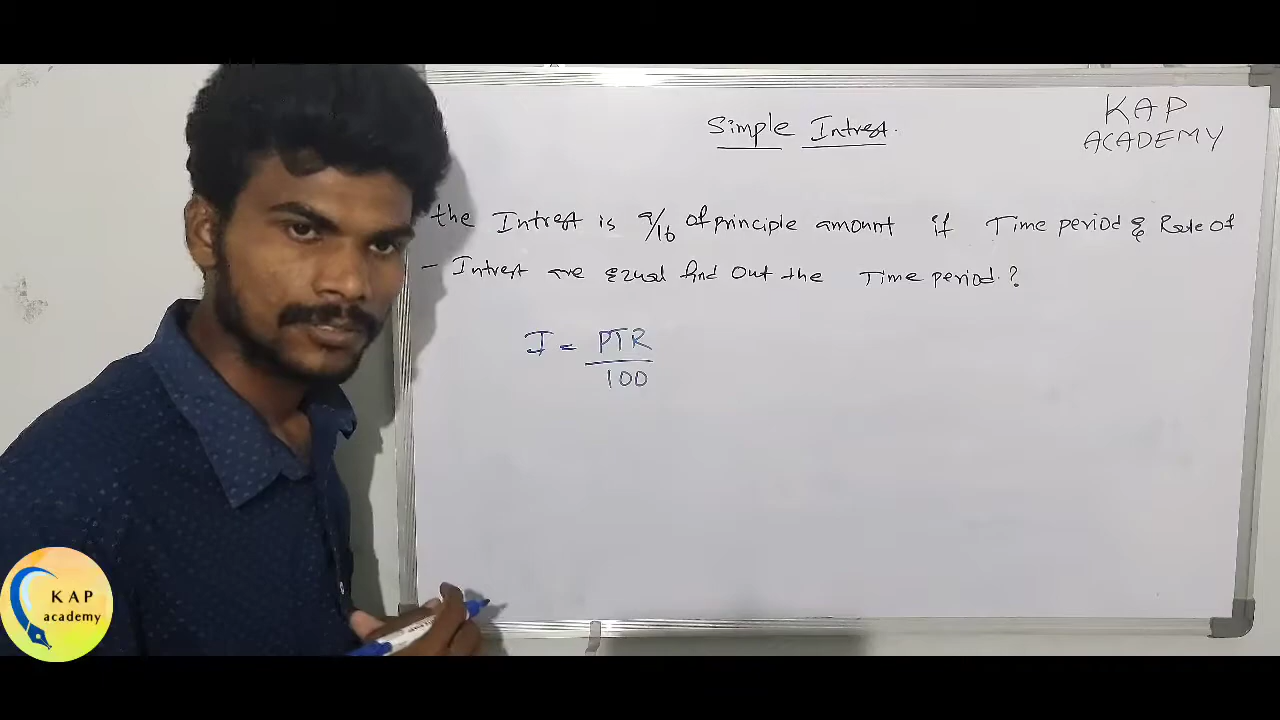 Simple Intrest.
KAP
ACADEMY
the Intrest is 9/16 of principle amount if Time period & Rate of
- Intrest are equal find out the Time period.?
I = PTR
100
KAP
academy